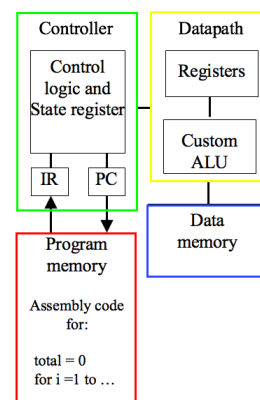 Controller
Control
logic and
State register
IR
PC
Datapath
Registers
Custom
ALU
Data
memory
Program
memory
Assembly code
for:
total = 0
for i =1 to …